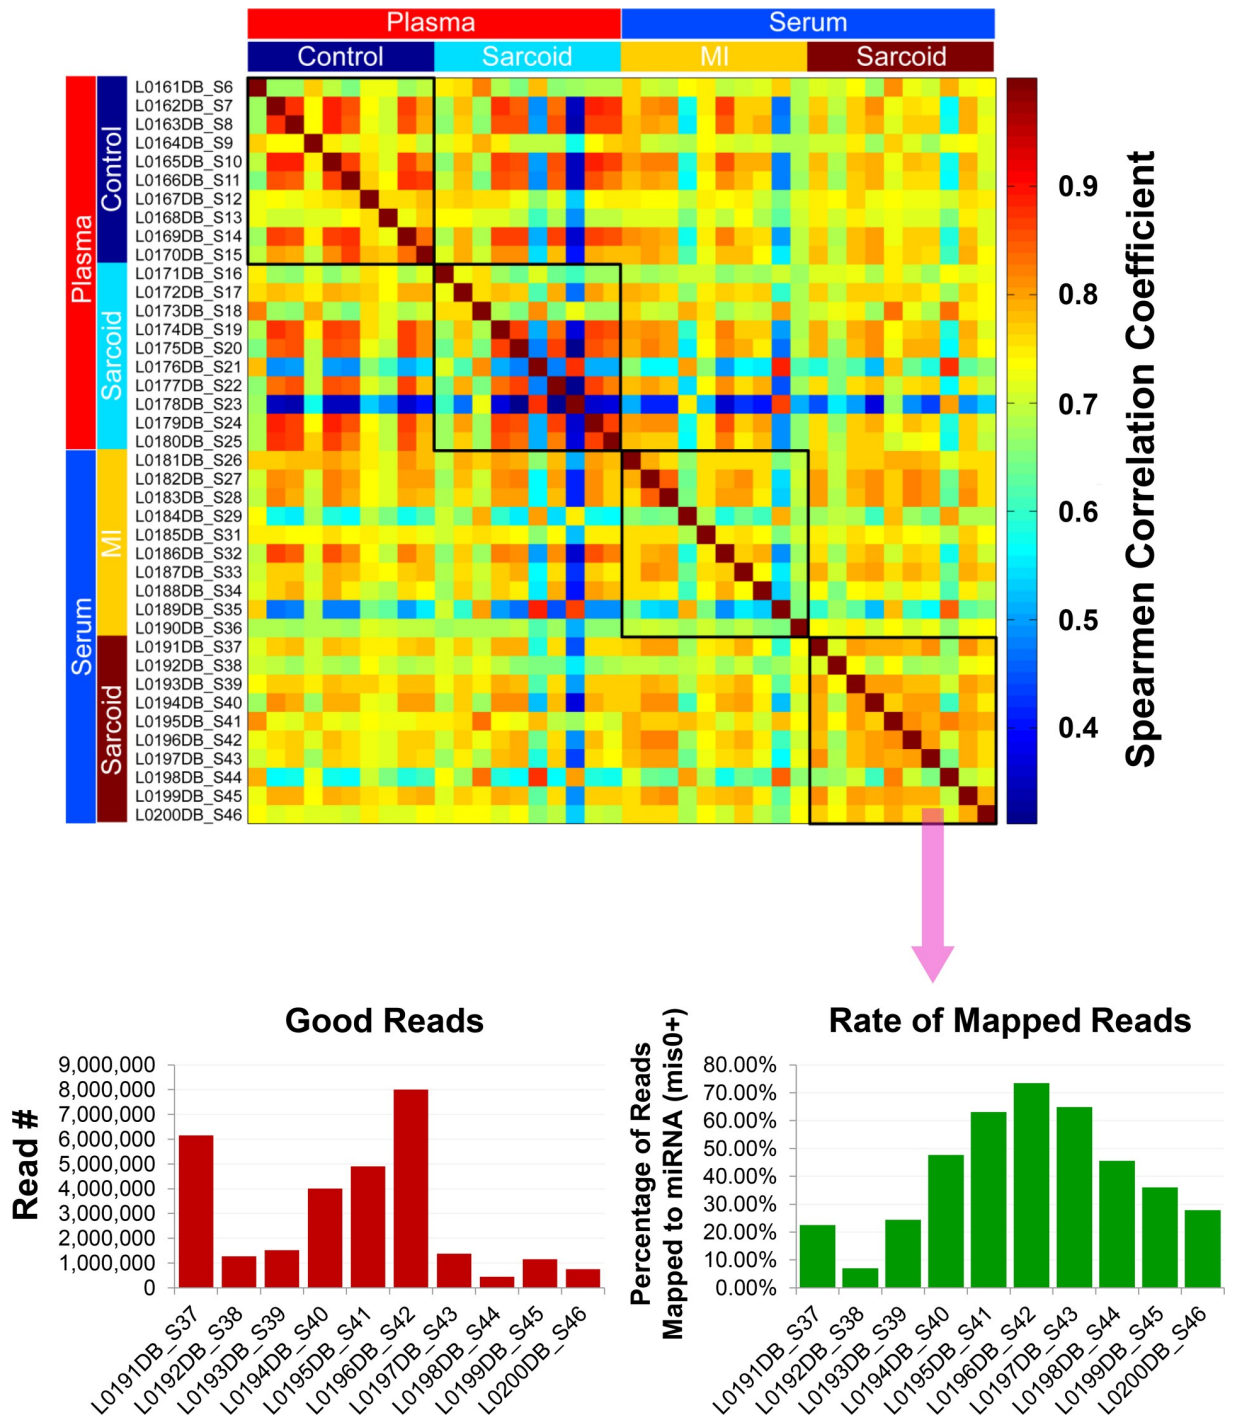 Plasma Serum
Control Sarcoid MI Sarcoid
Plasma
Serum
Control
Sarcoid
MI
Sarcoid
L0161DB_S6
L0162DB_S7
L0163DB_S8
L0164DB_S9
L0165DB_S10
L0166DB_S11
L0167DB_S12
L0168DB_S13
L0169DB_S14
L0170DB_S15
L0171DB_S16
L0172DB_S17
L0173DB_S18
L0174DB_S19
L0175DB_S20
L0176DB_S21
L0177DB_S22
L0178DB_S23
L0179DB_S24
L0180DB_S25
L0181DB_S26
L0182DB_S27
L0183DB_S28
L0184DB_S29
L0185DB_S31
L0186DB_S32
L0187DB_S33
L0188DB_S34
L0189DB_S35
L0190DB_S36
L0191DB_S37
L0192DB_S38
L0193DB_S39
L0194DB_S40
L0195DB_S41
L0196DB_S42
L0197DB_S43
L0198DB_S44
L0199DB_S45
L0200DB_S46
0.9
0.8
0.7
0.6
0.5
0.4
Spearmen Correlation Coefficient
Good Reads
Read #
9,000,000
8,000,000
7,000,000
6,000,000
5,000,000
4,000,000
3,000,000
2,000,000
1,000,000
0
L0191DB_S37
L0192DB_S38
L0193DB_S39
L0194DB_S40
L0195DB_S41
L0196DB_S42
L0197DB_S43
L0198DB_S44
L0199DB_S45
L0200DB_S46
Rate of Mapped Reads
Percentage of Reads
Mapped to miRNA (mis0+)
80.00%
70.00%
60.00%
50.00%
40.00%
30.00%
20.00%
10.00%
0.00%
L0191DB_S37
L0192DB_S38
L0193DB_S39
L0194DB_S40
L0195DB_S41
L0196DB_S42
L0197DB_S43
L0198DB_S44
L0199DB_S45
L0200DB_S46